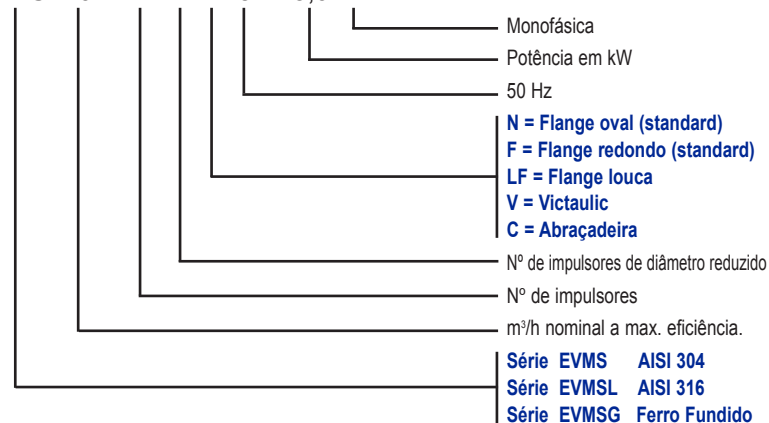 Monofásica
Potência em kW
50 Hz
N = Flange oval (standard)
F = Flange redondo (standard)
LF = Flange louca
V = Victaulic
C = Abraçadeira
Nº de impulsores de diâmetro reduzido
Nº de impulsores
m³/h nominal a max. eficiência.
Série EVMS AISI 304
Série EVMSL AISI 316
Série EVMSG Ferro Fundido